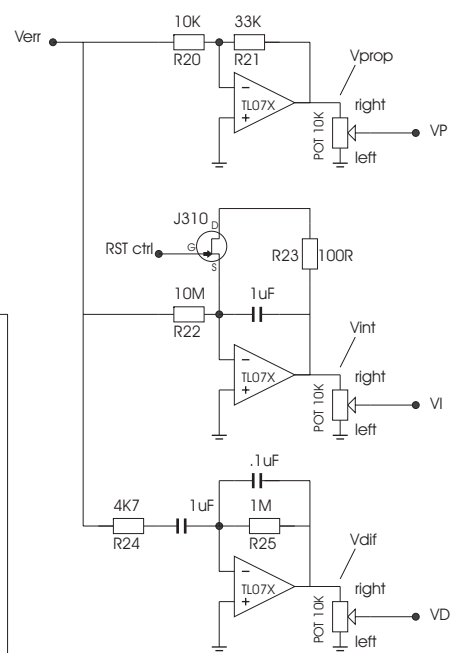 10K
33K
Verr
R20
R21
Vprop
−
TL07X
+
right
POT 10K
VP
left
J310
D
RST ctrl
G
S
R23
100R
10M
1uF
R22
Vint
−
TL07X
+
right
POT 10K
VI
left
.1uF
4K7
1uF
1M
R24
R25
Vdif
−
TL07X
+
right
POT 10K
VD
left